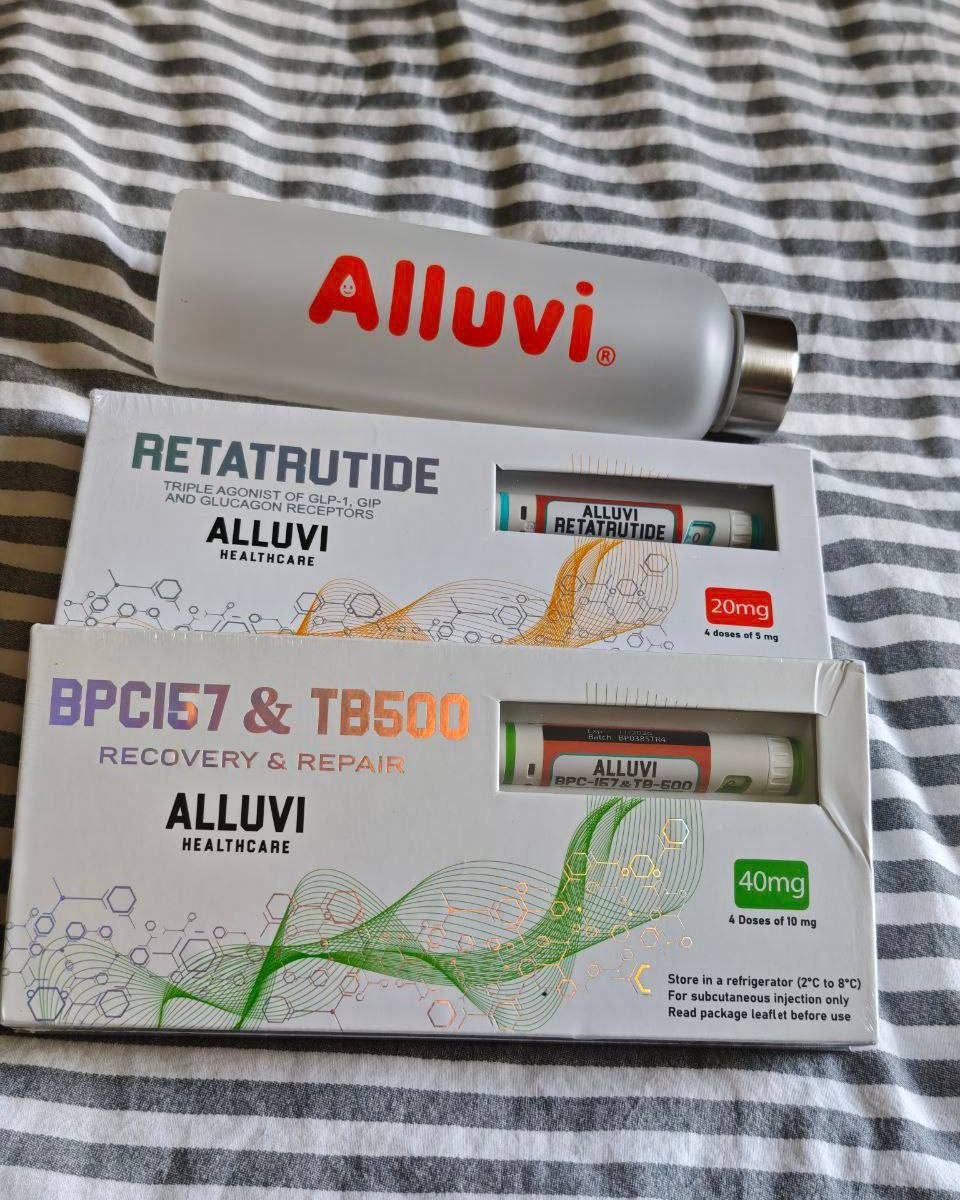 Alluvi®
RETATRUTIDE
TRIPLE AGONIST OF GLP-1, GIP
AND GLUCAGON RECEPTORS
ALLUVI
HEALTHCARE
ALLUVI
RETATRUTIDE
20mg
4 doses of 5 mg
BPC157 & TB500
RECOVERY & REPAIR
ALLUVI
HEALTHCARE
Batch BP0385TR4
ALLUVI
BPC-157 & TB-500
40mg
4 Doses of 10 mg
Store in a refrigerator (2°C to 8°C)
For subcutaneous injection only
Read package leaflet before use